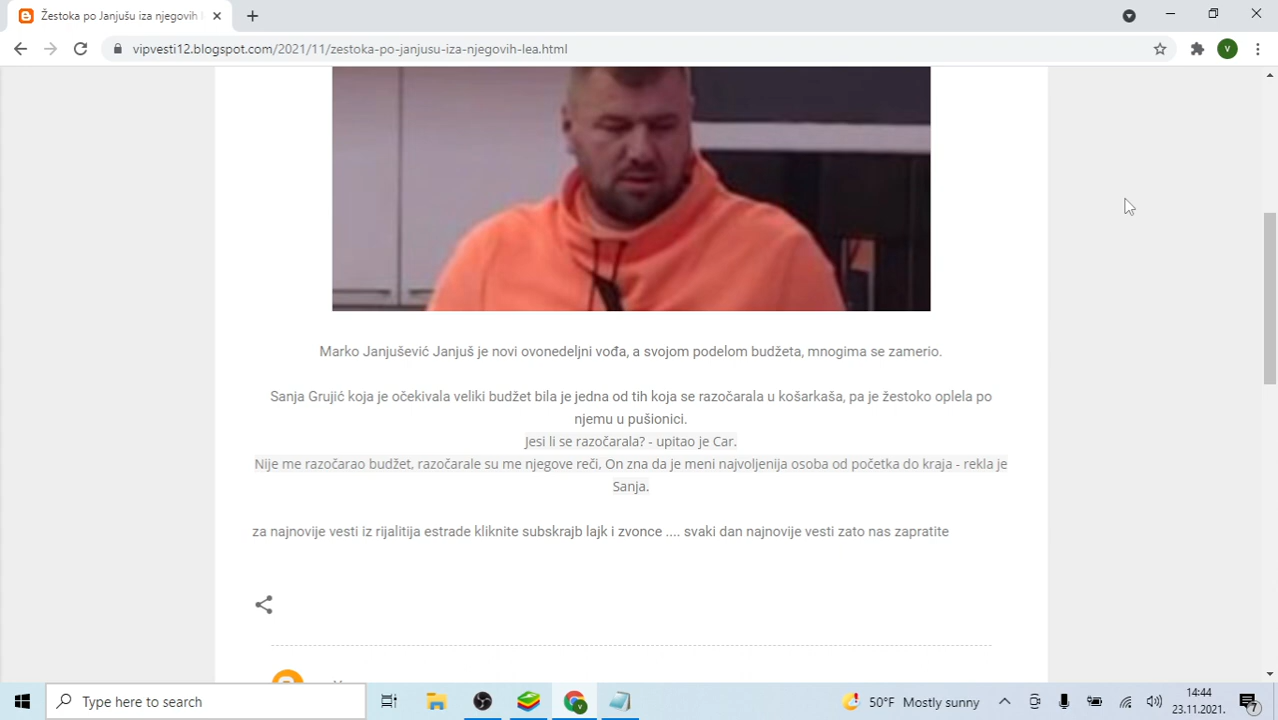 Žestoka po Janjušu iza njegovih l
vipvesti12.blogspot.com/2021/11/zestoka-po-janjusu-iza-njegovih-lea.html
V
Marko Janjušević Janjuš je novi ovonedeljni vođa, a svojom podelom budžeta, mnogima se zamerio.
Sanja Grujić koja je očekivala veliki budžet bila je jedna od tih koja se razočarala u košarkaša, pa je žestoko oplela po
njemu u pušionici.
Jesi li se razočarala? - upitao je Car.
Nije me razočarao budžet, razočarale su me njegove reči, On zna da je meni najvoljenija osoba od početka do kraja - rekla je
Sanja.
za najnovije vesti iz rijalitija estrade kliknite subskrajb lajk i zvonce .... svaki dan najnovije vesti zato nas zapratite
Type here to search
50°F Mostly sunny
14:44
23.11.2021.
7